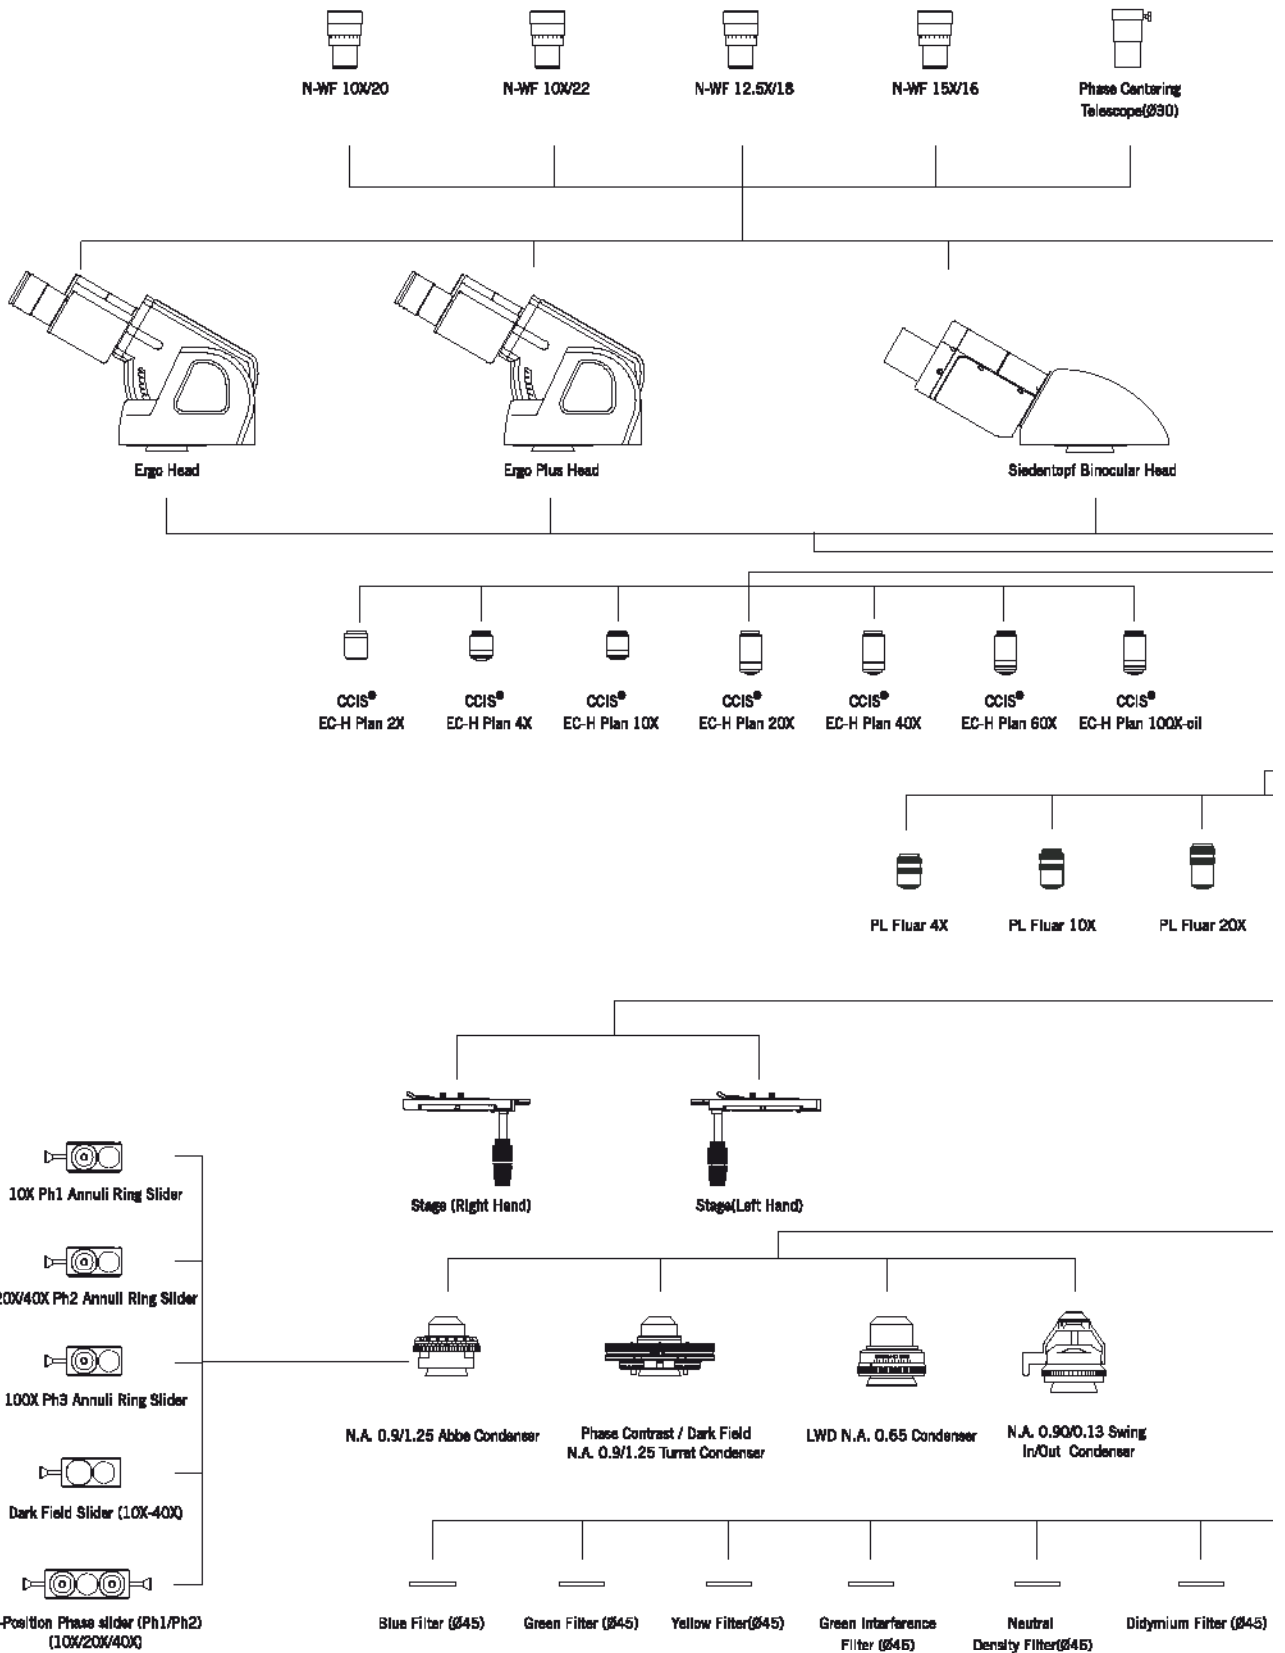 N-WF 10X/20
N-WF 10X/22
N-WF 12.5X/18
N-WF 15X/16
Phase Centering
Telescope(Ø30)
Ergo Head
Ergo Plus Head
Siedentopf Binocular Head
CCIS®
EC-H Plan 2X
CCIS®
EC-H Plan 4X
CCIS®
EC-H Plan 10X
CCIS®
EC-H Plan 20X
CCIS®
EC-H Plan 40X
CCIS®
EC-H Plan 60X
CCIS®
EC-H Plan 100X-oil
PL Fluar 4X
PL Fluar 10X
PL Fluar 20X
Stage (Right Hand)
Stage(Left Hand)
10X Ph1 Annuli Ring Slider
20X/40X Ph2 Annuli Ring Slider
100X Ph3 Annuli Ring Slider
Dark Field Slider (10X-40X)
-Position Phase slider (Ph1/Ph2)
(10X/20X/40X)
N.A. 0.9/1.25 Abbe Condenser
Phase Contrast / Dark Field
N.A. 0.9/1.25 Turret Condenser
LWD N.A. 0.65 Condenser
N.A. 0.90/0.13 Swing
In/Out Condenser
Blue Filter (Ø45)
Green Filter (Ø45)
Yellow Filter(Ø45)
Green Interference
Filter (Ø45)
Neutral
Density Filter(Ø45)
Didymium Filter (Ø45)